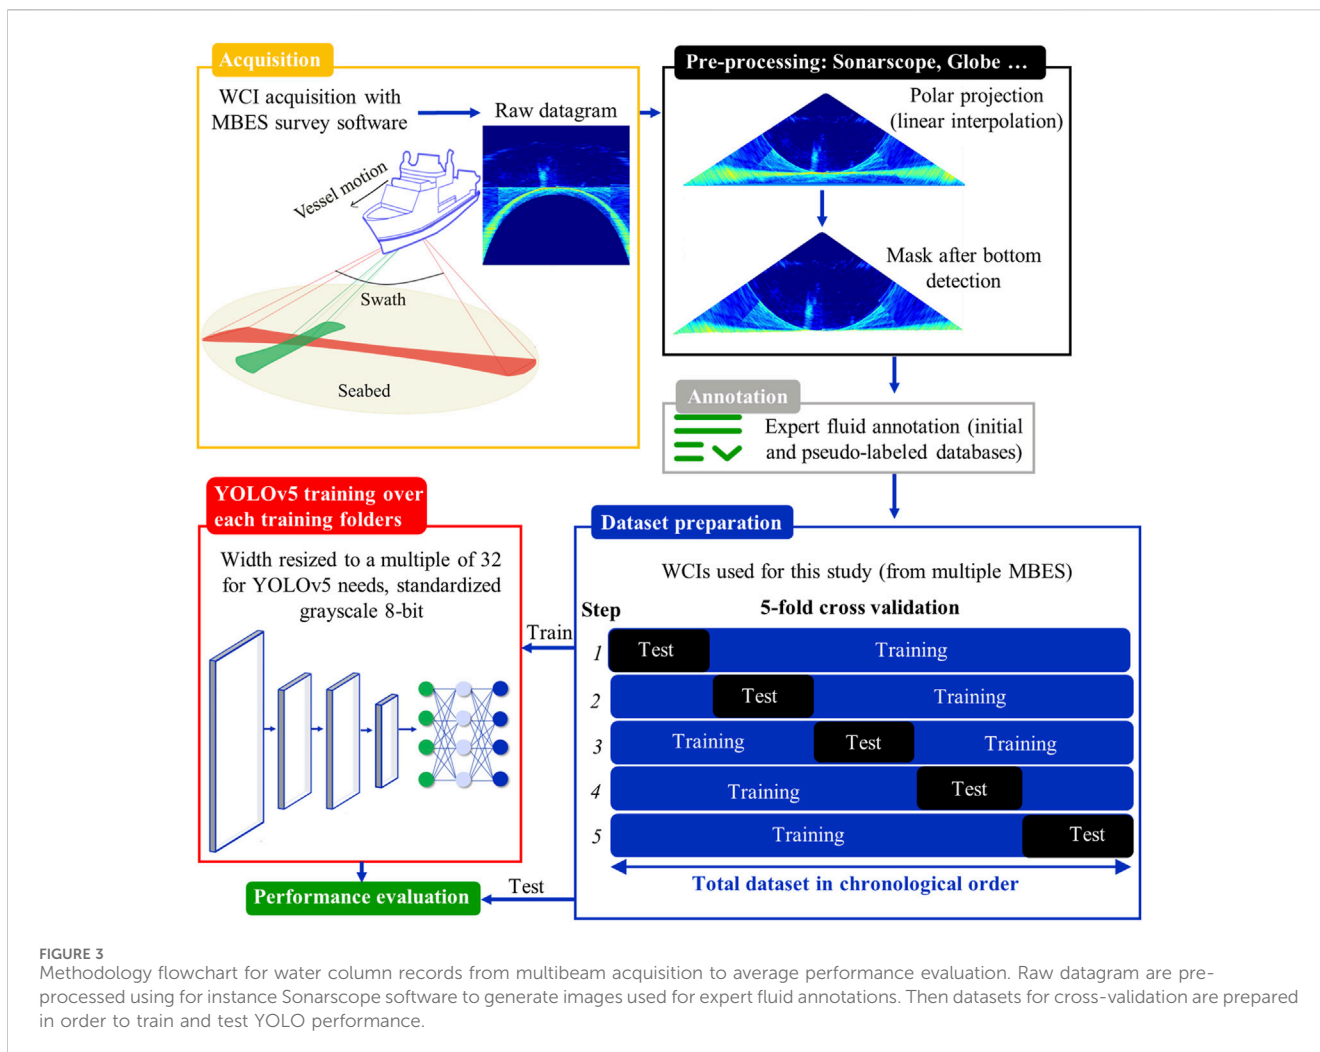 Acquisition
WCI acquisition with
MBES survey software
Raw datagram
Vessel motion
Swath
Seabed
Pre-processing: Sonarscope, Globe ...
Polar projection
(linear interpolation)
Mask after bottom
detection
Annotation
Expert fluid annotation (initial
and pseudo-labeled databases)
YOLOv5 training over
each training folders
Width resized to a multiple of 32
for YOLOv5 needs, standardized
grayscale 8-bit
Train
Dataset preparation
WCIs used for this study (from multiple MBES)
Step
5-fold cross validation
1 Test Training
2 Test Training
3 Training Test Training
4 Training Test
5 Training Test
Total dataset in chronological order
Test
Performance evaluation
FIGURE 3
Methodology flowchart for water column records from multibeam acquisition to average performance evaluation. Raw datagram are pre-
processed using for instance Sonarscope software to generate images used for expert fluid annotations. Then datasets for cross-validation are prepared
in order to train and test YOLO performance.